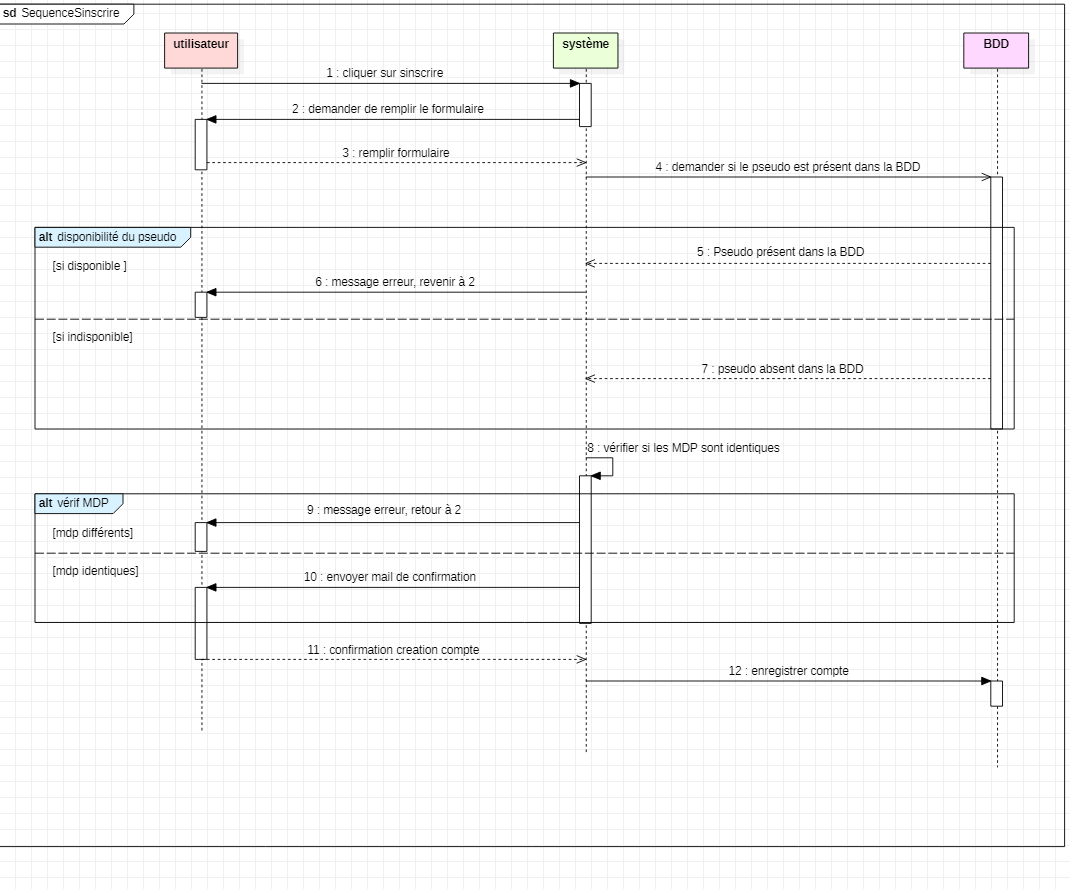 sd SequenceSinscrire
utilisateur
système
BDD
1 : cliquer sur sinscrire
2 : demander de remplir le formulaire
3 : remplir formulaire
4 : demander si le pseudo est présent dans la BDD
alt disponibilité du pseudo
5 : Pseudo présent dans la BDD
[si disponible ]
6 : message erreur, revenir à 2
[si indisponible]
7 : pseudo absent dans la BDD
8 : vérifier si les MDP sont identiques
alt vérif MDP
9 : message erreur, retour à 2
[mdp différents]
[mdp identiques]
10 : envoyer mail de confirmation
11 : confirmation creation compte
12 : enregistrer compte